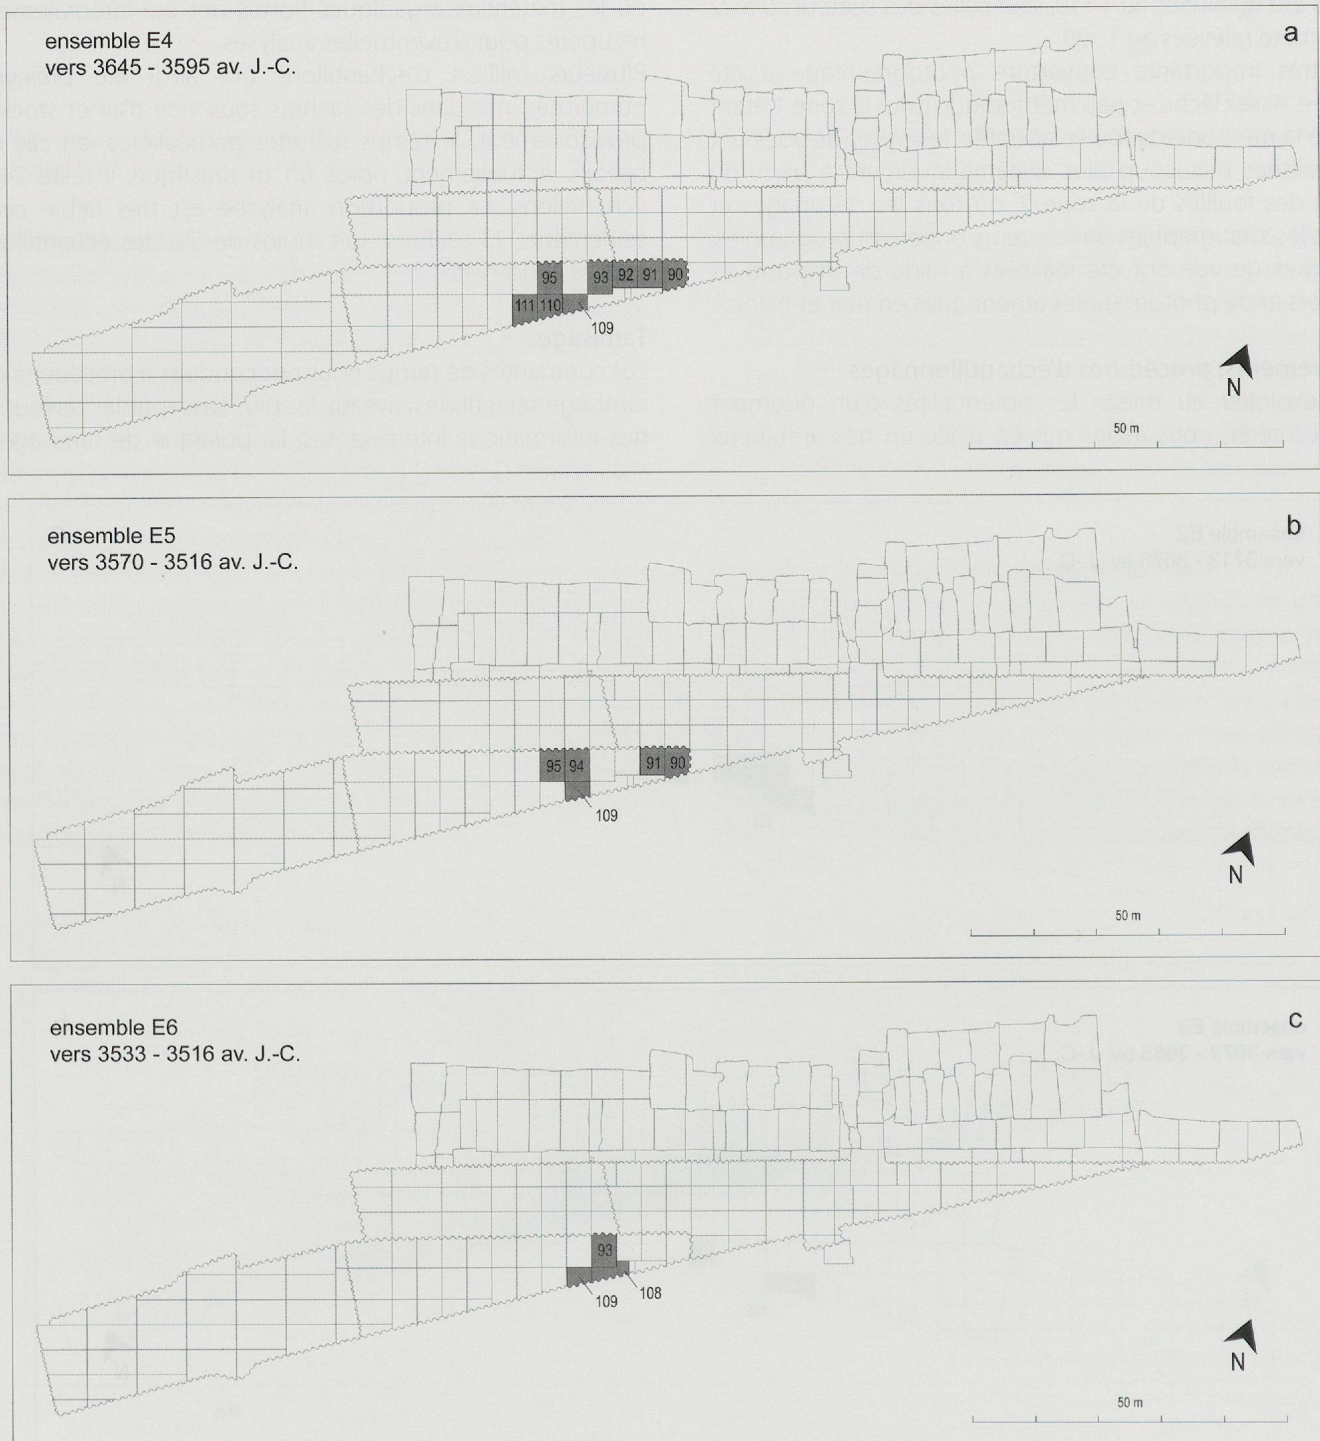 ensemble E4
vers 3645 - 3595 av. J.-C.
a
95
93
92
91
90
111
110
109
N
50 m
ensemble E5
vers 3570 - 3516 av. J.-C.
b
95
94
91
90
109
N
50 m
ensemble E6
vers 3533 - 3516 av. J.-C.
c
93
109
108
N
50 m